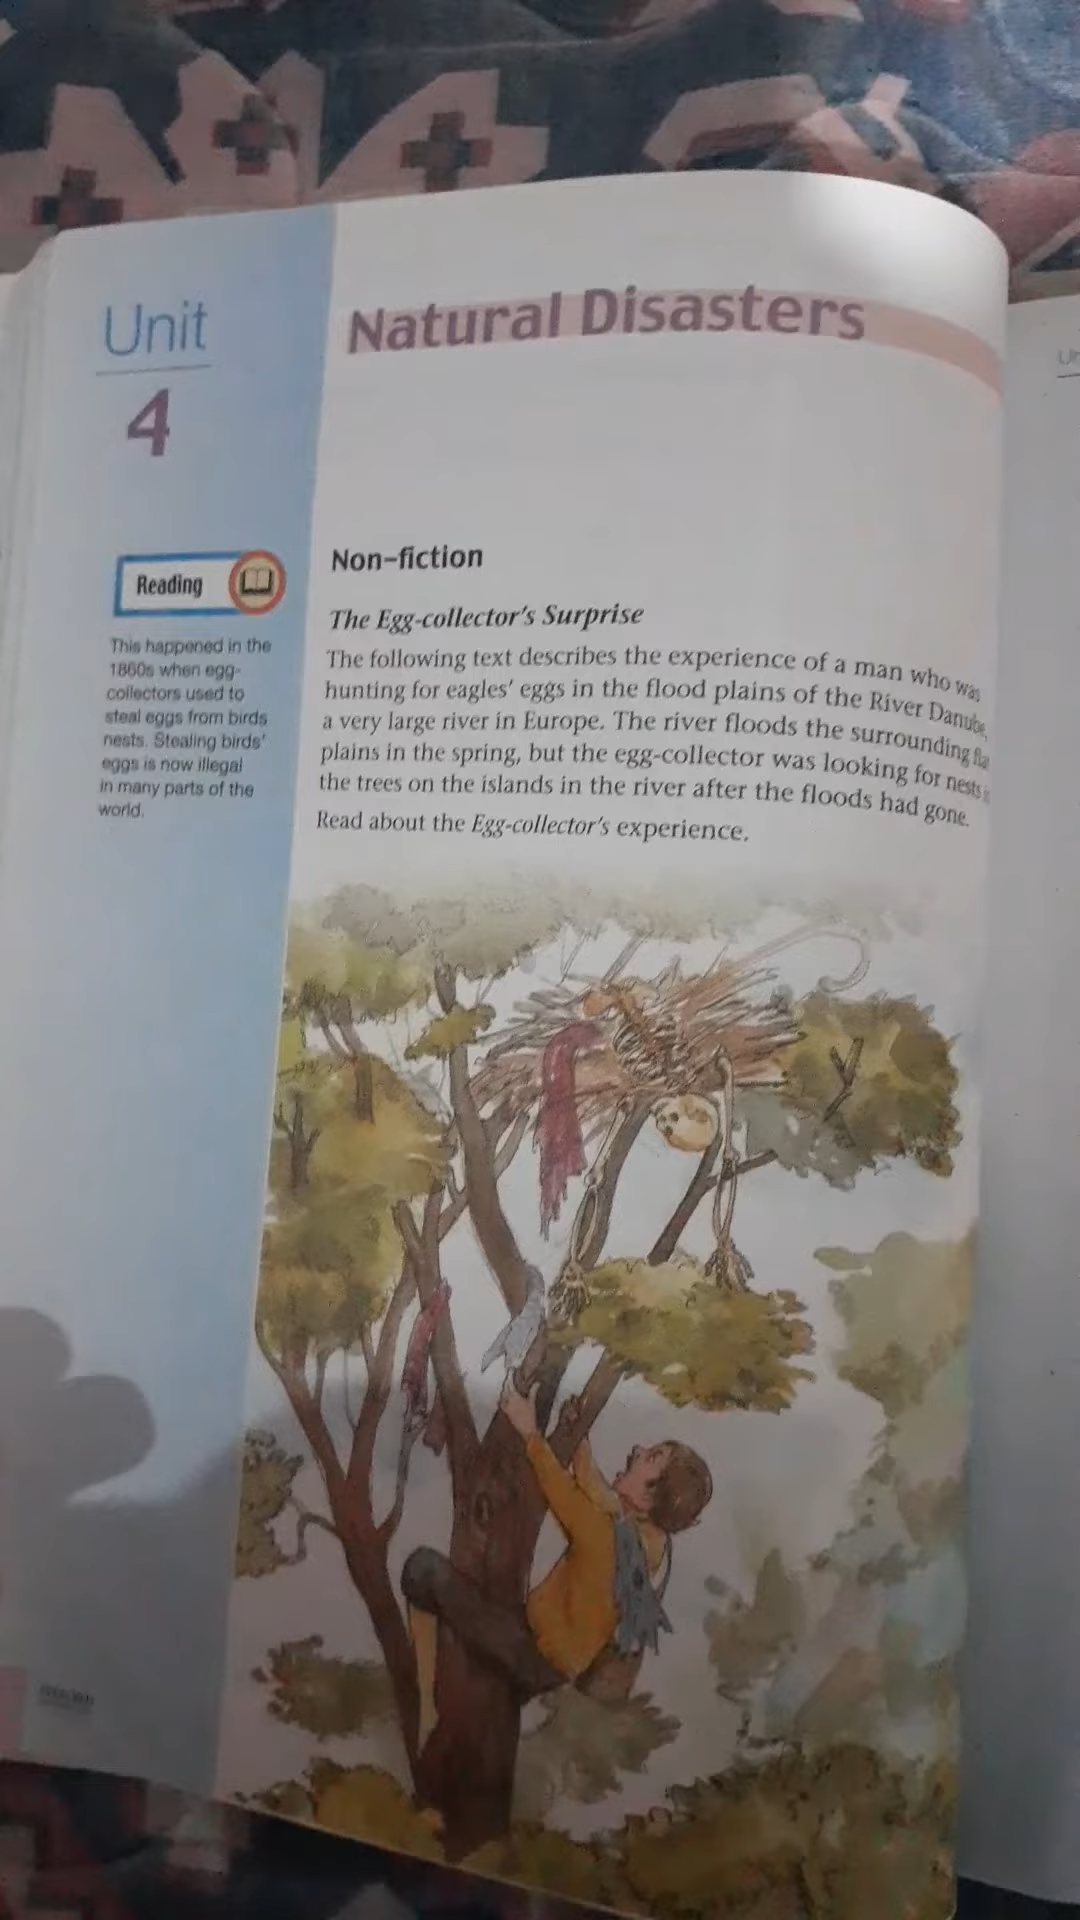 Unit
4
Natural Disasters
Reading
This happened in the
1860s when egg-
collectors used to
steal eggs from birds
nests. Stealing birds'
eggs is now illegal
in many parts of the
world.
Non-fiction
The Egg-collector's Surprise
The following text describes the experience of a man who was
hunting for eagles' eggs in the flood plains of the River Danube,
a very large river in Europe. The river floods the surrounding
plains in the spring, but the egg-collector was looking for nests
the trees on the islands in the river after the floods had gone.
Read about the Egg-collector's experience.